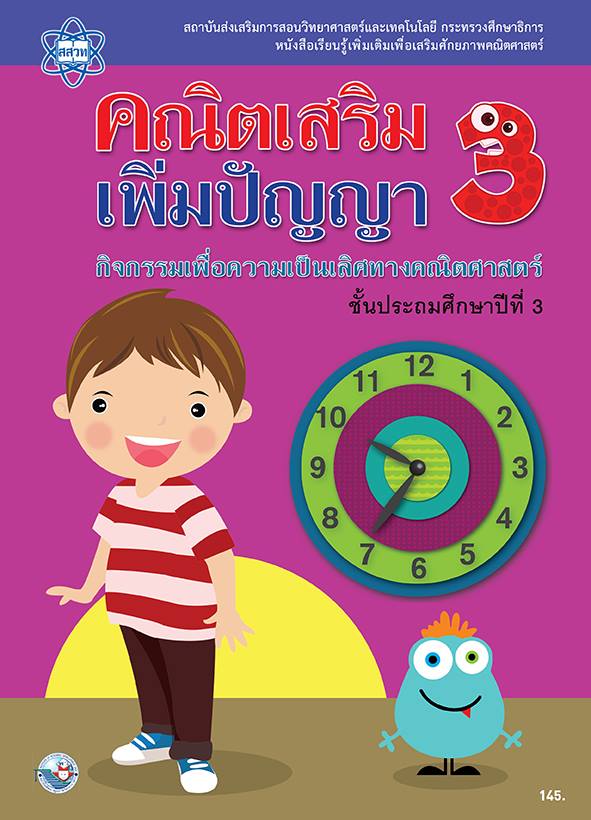 สถาบันส่งเสริมการสอนวิทยาศาสตร์และเทคโนโลยี กระทรวงศึกษาธิการ
หนังสือเรียนรู้เพิ่มเติมเพื่อเสริมศักยภาพคณิตศาสตร์
สสวท
คณิตเสริม
เพิ่มปัญญา 3
กิจกรรมเพื่อความเป็นเลิศทางคณิตศาสตร์
ชั้นประถมศึกษาปีที่ 3
12
11 1
10 2
9 3
8 4
7 5
6
145.